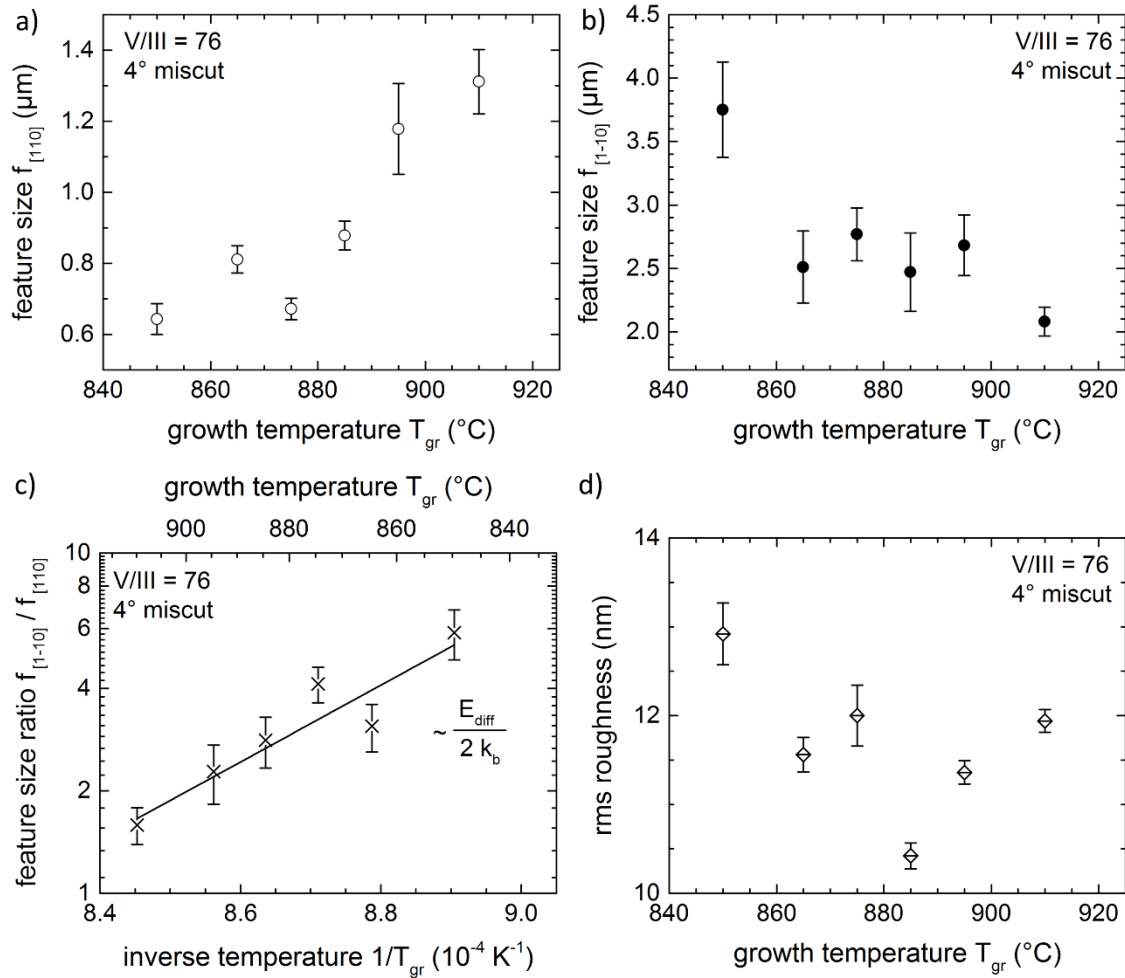 a)
V/III = 76
4° miscut
feature size f[110] (µm)
1.4
1.2
1.0
0.8
0.6
840 860 880 900 920
growth temperature Tgr (°C)
b)
V/III = 76
4° miscut
feature size f[1-10] (µm)
4.5
4.0
3.5
3.0
2.5
2.0
840 860 880 900 920
growth temperature Tgr (°C)
c)
growth temperature Tgr (°C)
900 880 860 840
V/III = 76
4° miscut
feature size ratio f[1-10] / f[110]
10
6
4
2
1
~ Ediff
2 kb
8.4 8.6 8.8 9.0
inverse temperature 1/Tgr (10-4 K-1)
d)
V/III = 76
4° miscut
rms roughness (nm)
14
13
12
11
10
840 860 880 900 920
growth temperature Tgr (°C)